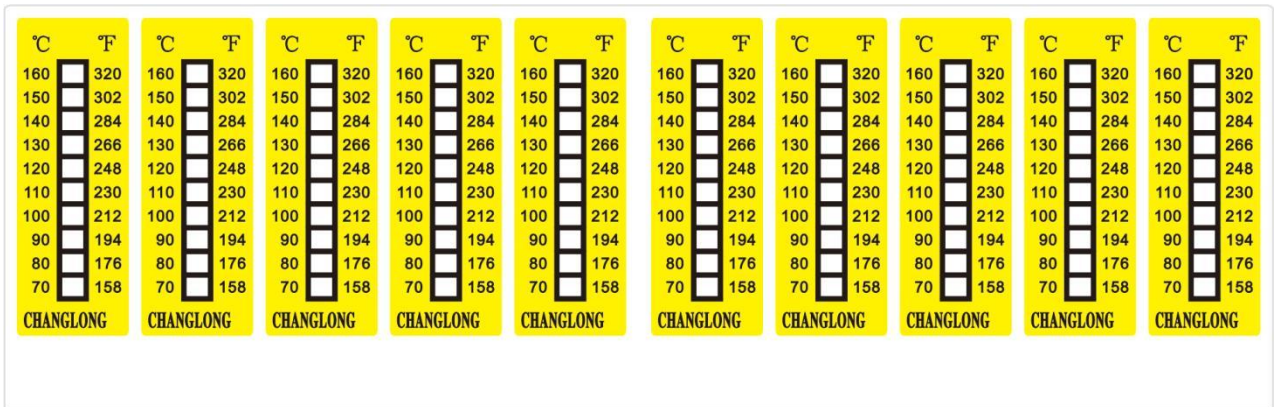 ℃ ℉ ℃ ℉ ℃ ℉ ℃ ℉ ℃ ℉ ℃ ℉ ℃ ℉ ℃ ℉ ℃ ℉ ℃ ℉
160 320 160 320 160 320 160 320 160 320 160 320 160 320 160 320 160 320 160 320
150 302 150 302 150 302 150 302 150 302 150 302 150 302 150 302 150 302 150 302
140 284 140 284 140 284 140 284 140 284 140 284 140 284 140 284 140 284 140 284
130 266 130 266 130 266 130 266 130 266 130 266 130 266 130 266 130 266 130 266
120 248 120 248 120 248 120 248 120 248 120 248 120 248 120 248 120 248 120 248
110 230 110 230 110 230 110 230 110 230 110 230 110 230 110 230 110 230 110 230
100 212 100 212 100 212 100 212 100 212 100 212 100 212 100 212 100 212 100 212
90 194 90 194 90 194 90 194 90 194 90 194 90 194 90 194 90 194 90 194
80 176 80 176 80 176 80 176 80 176 80 176 80 176 80 176 80 176 80 176
70 158 70 158 70 158 70 158 70 158 70 158 70 158 70 158 70 158 70 158
CHANGLONG CHANGLONG CHANGLONG CHANGLONG CHANGLONG CHANGLONG CHANGLONG CHANGLONG CHANGLONG CHANGLONG